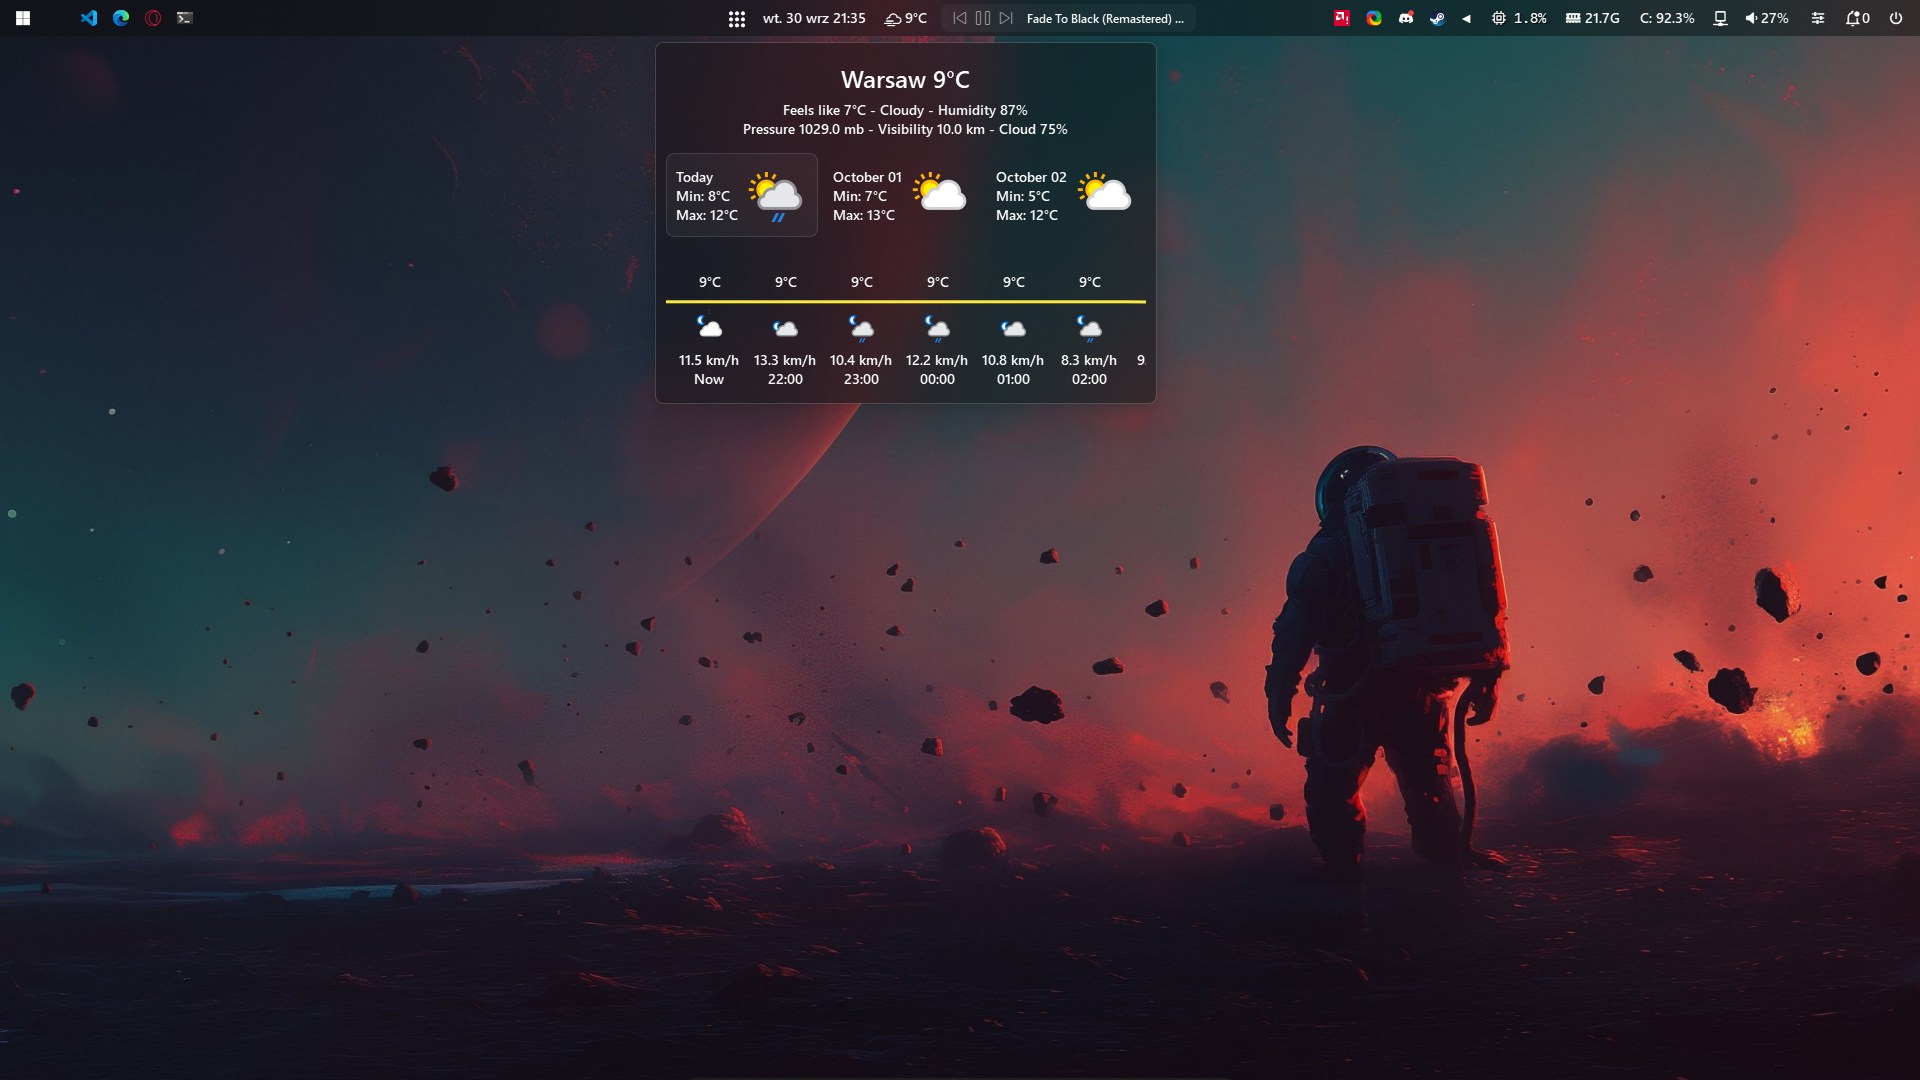 wt. 30 wrz 21:35 9°C Fade To Black (Remastered) ... 1.8% 21.7G C: 92.3% 27% 0
Warsaw 9°C
Feels like 7°C - Cloudy - Humidity 87%
Pressure 1029.0 mb - Visibility 10.0 km - Cloud 75%
Today
Min: 8°C
Max: 12°C
October 01
Min: 7°C
Max: 13°C
October 02
Min: 5°C
Max: 12°C
9°C 9°C 9°C 9°C 9°C 9°C
11.5 km/h 13.3 km/h 10.4 km/h 12.2 km/h 10.8 km/h 8.3 km/h 9.
Now 22:00 23:00 00:00 01:00 02:00